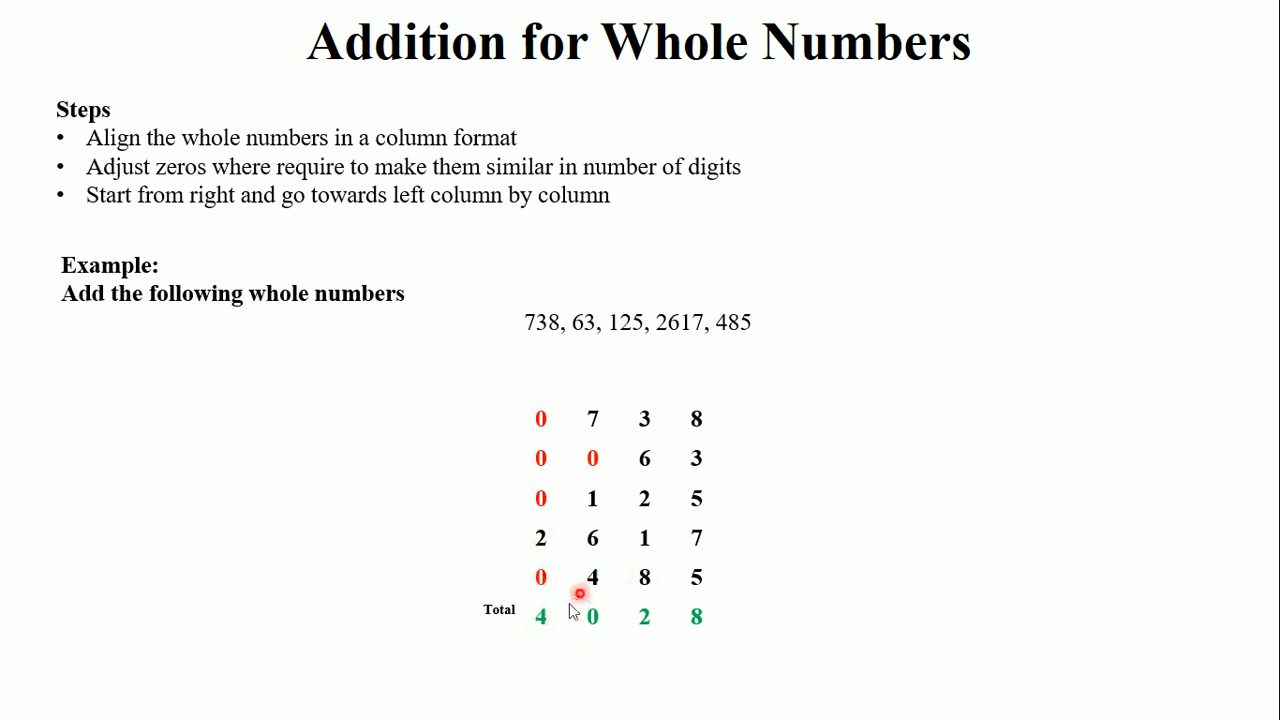 Addition for Whole Numbers
Steps
• Align the whole numbers in a column format
• Adjust zeros where require to make them similar in number of digits
• Start from right and go towards left column by column
Example:
Add the following whole numbers
738, 63, 125, 2617, 485
0 7 3 8
0 0 6 3
0 1 2 5
2 6 1 7
0 4 8 5
Total 4 0 2 8